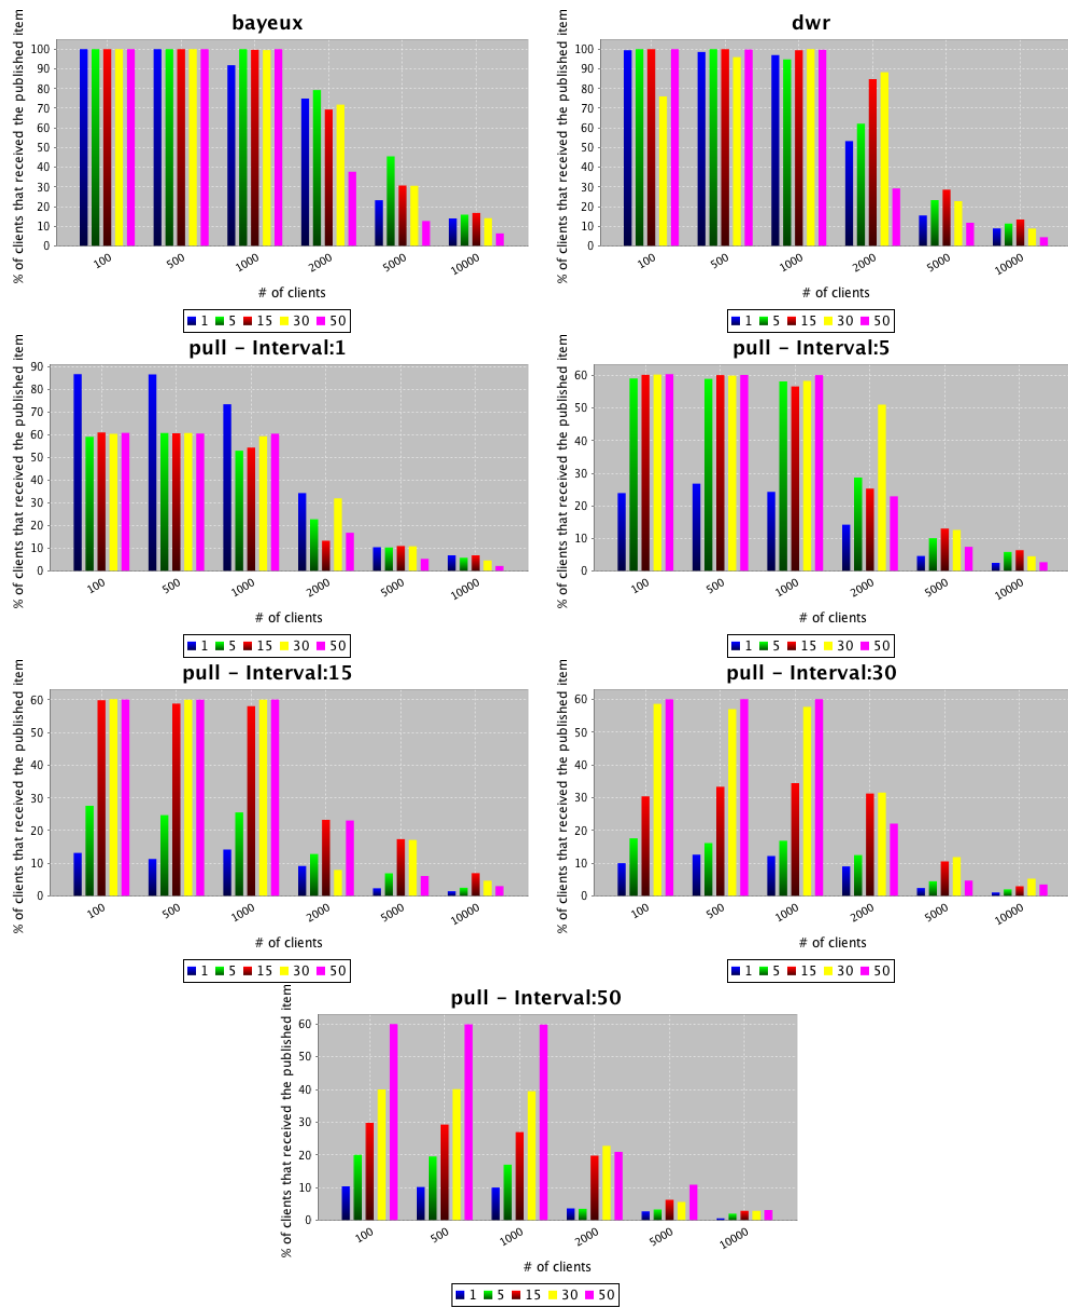 bayeux
% of clients that received the published item
100
90
80
70
60
50
40
30
20
10
0
100 500 1000 2000 5000 10000
# of clients
1 5 15 30 50
dwr
% of clients that received the published item
100
90
80
70
60
50
40
30
20
10
0
100 500 1000 2000 5000 10000
# of clients
1 5 15 30 50
pull - Interval:1
% of clients that received the published item
90
80
70
60
50
40
30
20
10
0
100 500 1000 2000 5000 10000
# of clients
1 5 15 30 50
pull - Interval:5
% of clients that received the published item
60
50
40
30
20
10
0
100 500 1000 2000 5000 10000
# of clients
1 5 15 30 50
pull - Interval:15
% of clients that received the published item
60
50
40
30
20
10
0
100 500 1000 2000 5000 10000
# of clients
1 5 15 30 50
pull - Interval:30
% of clients that received the published item
60
50
40
30
20
10
0
100 500 1000 2000 5000 10000
# of clients
1 5 15 30 50
pull - Interval:50
% of clients that received the published item
60
50
40
30
20
10
0
100 500 1000 2000 5000 10000
# of clients
1 5 15 30 50